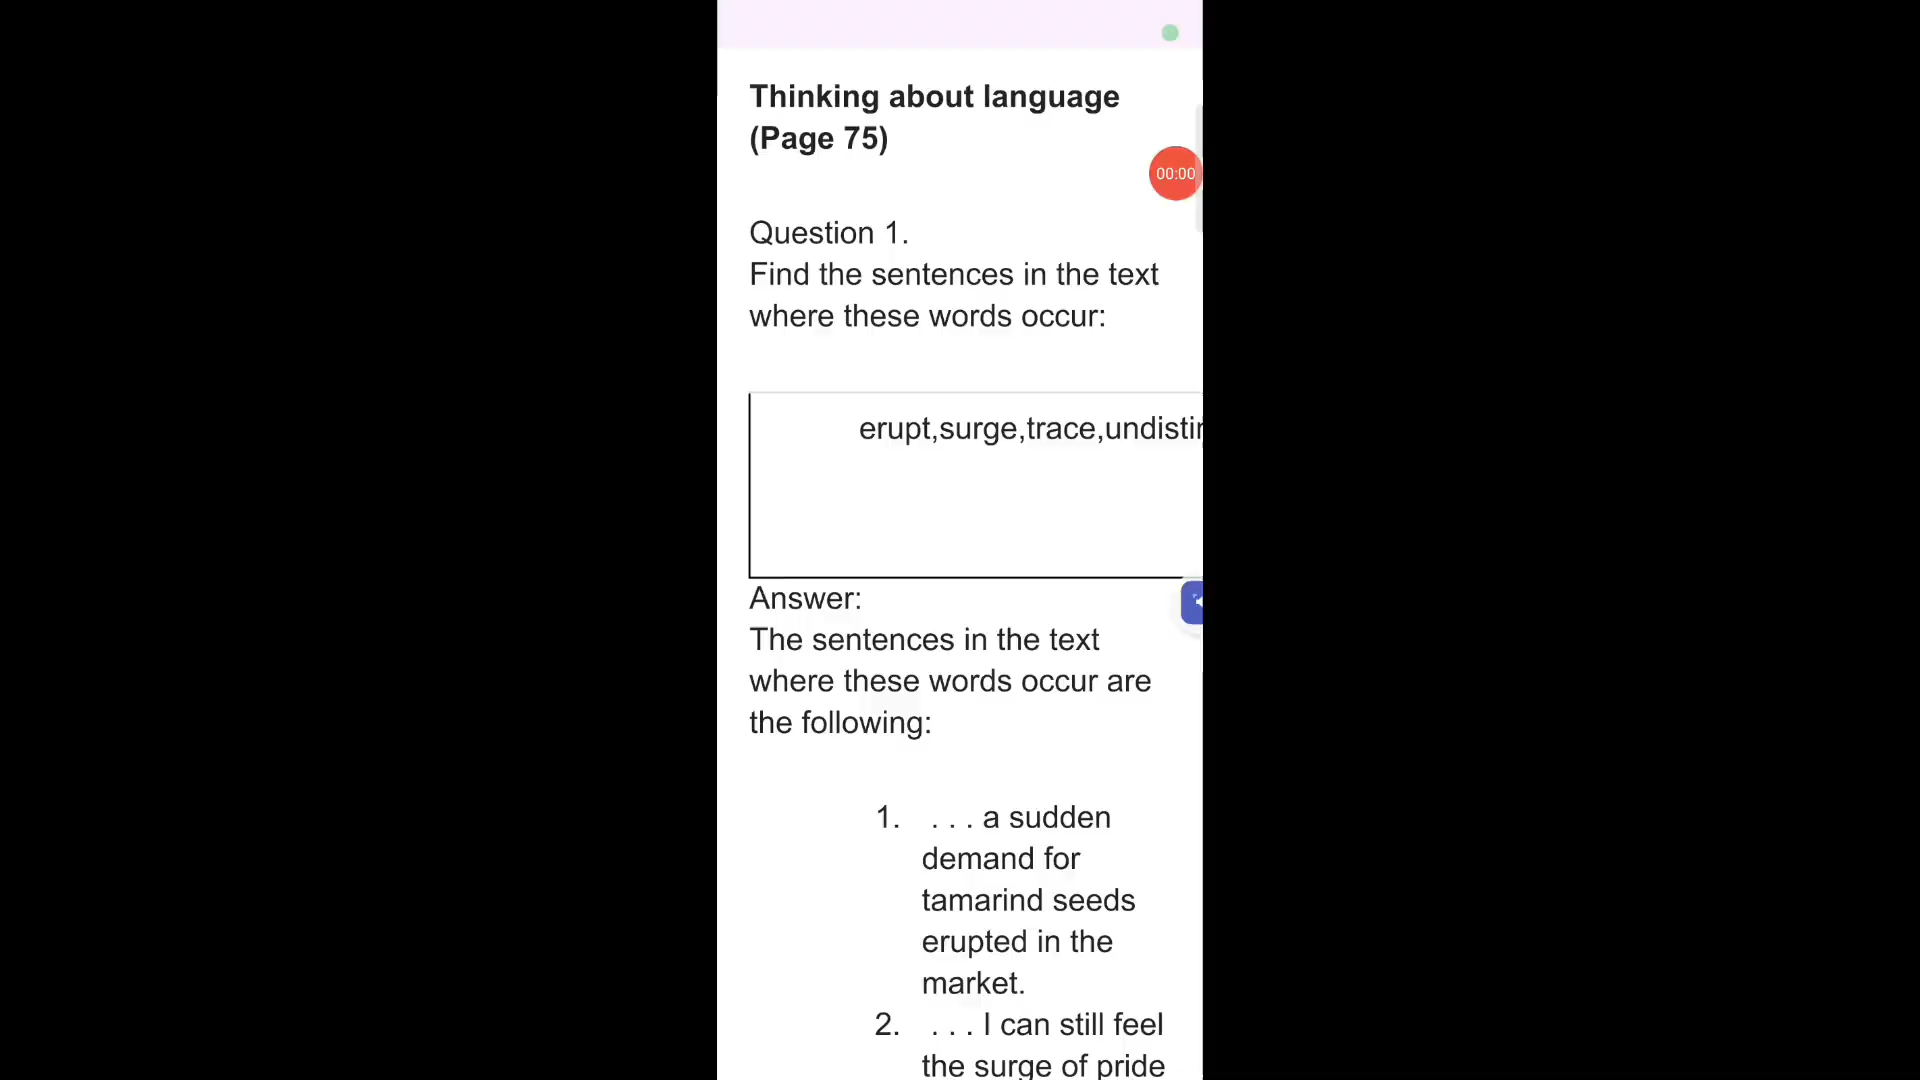 Thinking about language
(Page 75)
00:00
Question 1.
Find the sentences in the text
where these words occur:
erupt,surge,trace,undistin
Answer:
The sentences in the text
where these words occur are
the following:
1. . . . a sudden
demand for
tamarind seeds
erupted in the
market.
2. . . . I can still feel
the surge of pride